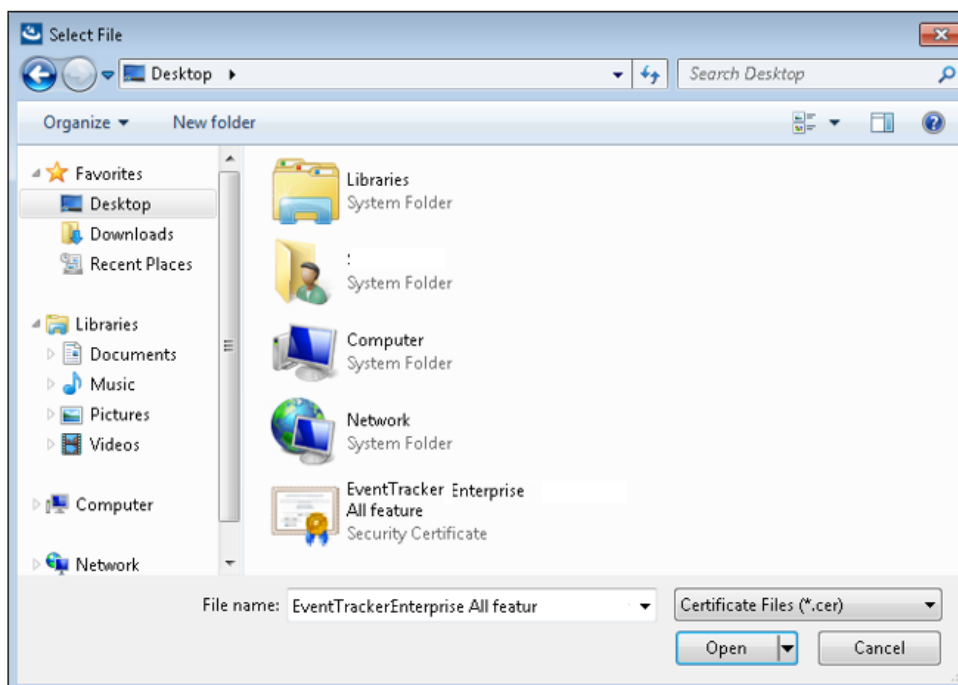 Select File
Desktop
Search Desktop
Organize
New folder
Favorites
Desktop
Downloads
Recent Places
Libraries
Documents
Music
Pictures
Videos
Computer
Network
Libraries
System Folder
System Folder
Computer
System Folder
Network
System Folder
EventTracker Enterprise
All feature
Security Certificate
File name: EventTrackerEnterprise All featur
Certificate Files (*.cer)
Open
Cancel